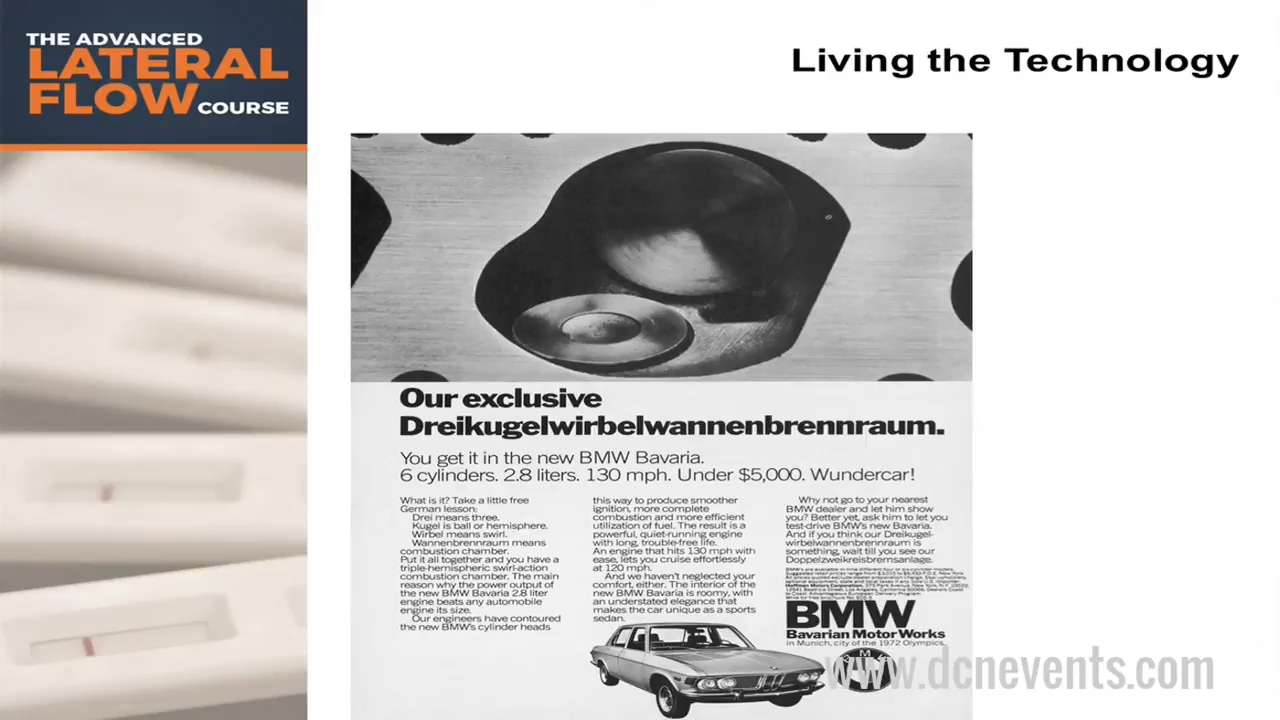 THE ADVANCED
LATERAL
FLOW COURSE
Living the Technology
Our exclusive
Dreikugelwirbelwannenbrennraum.
You get it in the new BMW Bavaria.
6 cylinders. 2.8 liters. 130 mph. Under $5,000. Wundercar!
What is it? Take a little free
German lesson:
Drei means three.
Kugel is ball or hemisphere.
Wirbel means swirl.
Wannenbrennraum means
combustion chamber.
Put it all together and you have a
triple-hemispheric swirl-action
combustion chamber. The main
reason why the power output of
the new BMW Bavaria 2.8 liter
engine beats any automobile
engine its size.
Our engineers have contoured
the new BMW's cylinder heads
this way to produce smoother
ignition, more complete
combustion and more efficient
utilization of fuel. The result is a
powerful, quiet-running engine
with long, trouble-free life.
An engine that hits 130 mph with
ease, lets you cruise effortlessly
at 120 mph.
And we haven't neglected your
comfort, either. The interior of the
new BMW Bavaria is roomy, with
an understated elegance that
makes the car unique as a sports
sedan.
Why not go to your nearest
BMW dealer and let him show
you? Better yet, ask him to let you
test-drive BMW's new Bavaria.
And if you think our Dreikugel-
wirbelwannenbrennraum is
something, wait till you see our
Doppelzweikreisbremsanlage.
BMW
Bavarian Motor Works
in Munich, city of the 1972 Olympics.
www.dcnevents.com